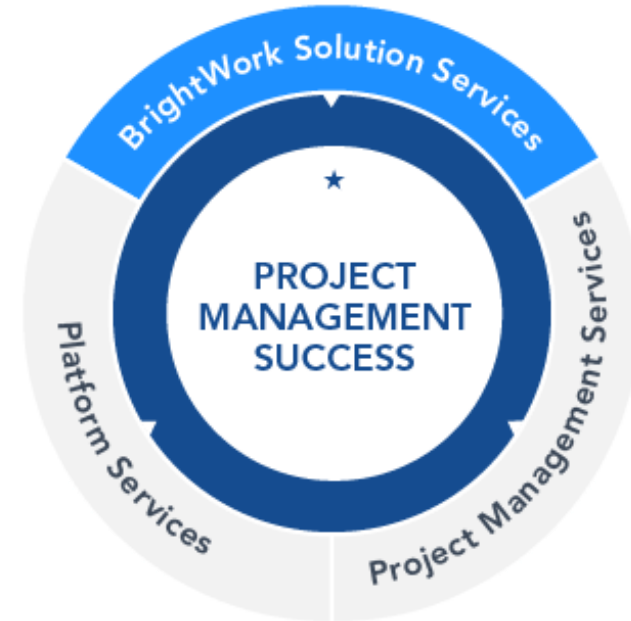 BrightWork Solution Services
PROJECT
MANAGEMENT
SUCCESS
Platform Services
Project Management Services